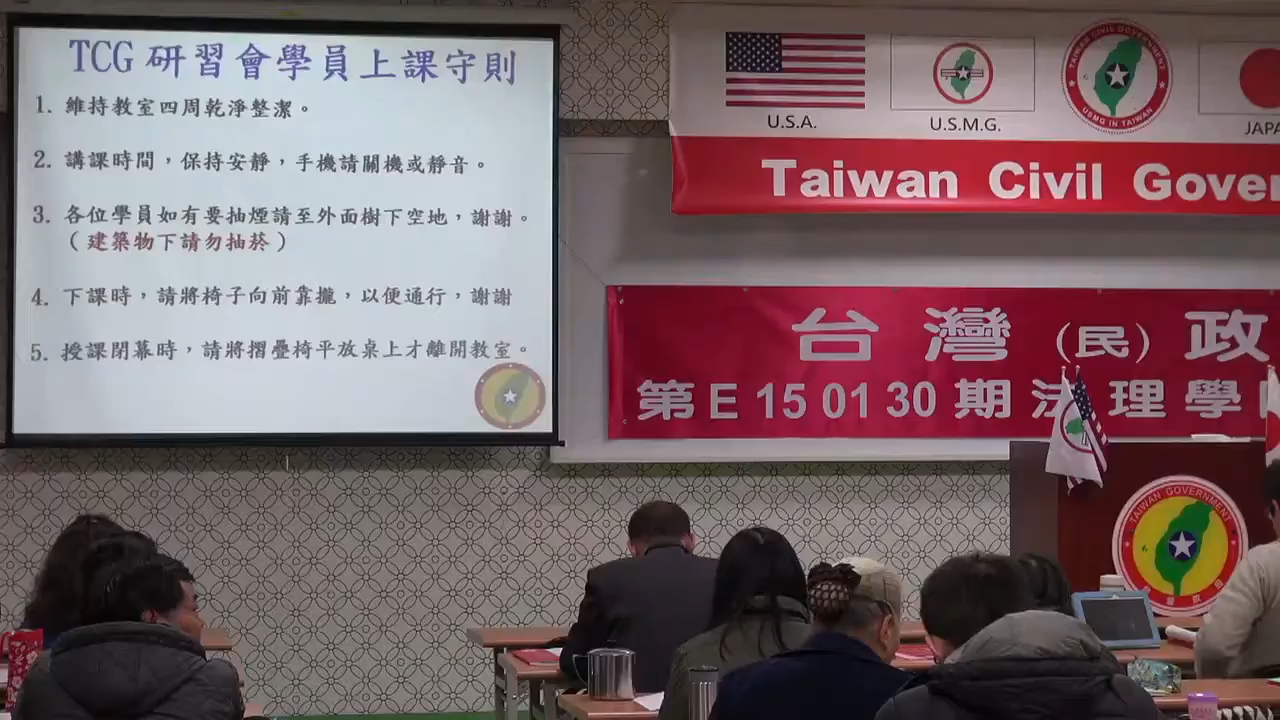 TCG 研習會學員上課守則
1. 維持教室四周乾淨整潔。
2. 講課時間，保持安靜，手機請關機或靜音。
3. 各位學員如有要抽煙請至外面樹下空地，謝謝。
（建築物下請勿抽菸）
4. 下課時，請將椅子向前靠攏，以便通行，謝謝
5. 授課閉幕時，請將摺疊椅平放桌上才離開教室。
U.S.A.
U.S.M.G.
TAIWAN CIVIL GOVERNMENT
USMG IN TAIWAN
JAPA
Taiwan Civil Gover
台灣（民）政
第E 15 01 30 期法理學
TAIWAN GOVERNMENT